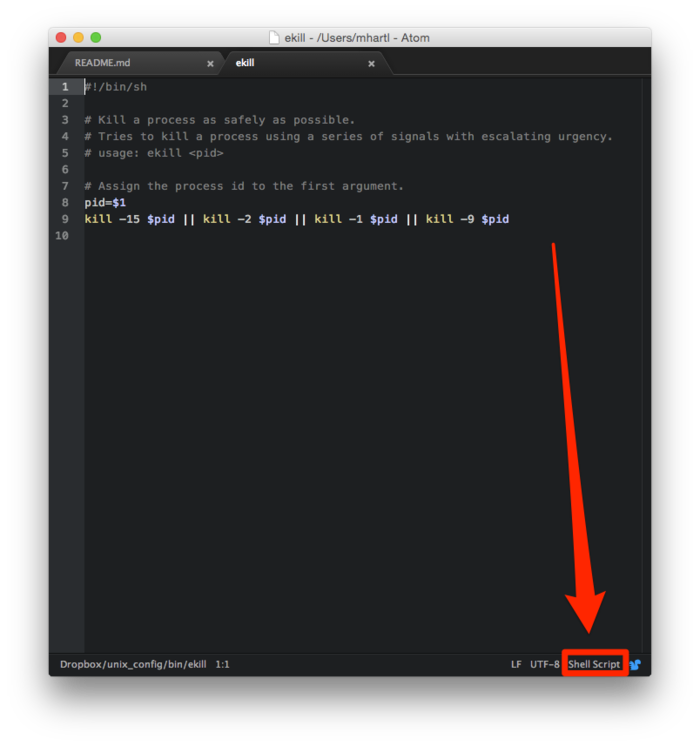 ekill - /Users/mhartl - Atom
README.md × ekill ×
1 #!/bin/sh
2
3 # Kill a process as safely as possible.
4 # Tries to kill a process using a series of signals with escalating urgency.
5 # usage: ekill <pid>
6
7 # Assign the process id to the first argument.
8 pid=$1
9 kill -15 $pid || kill -2 $pid || kill -1 $pid || kill -9 $pid
10
Dropbox/unix_config/bin/ekill 1:1 LF UTF-8 Shell Script